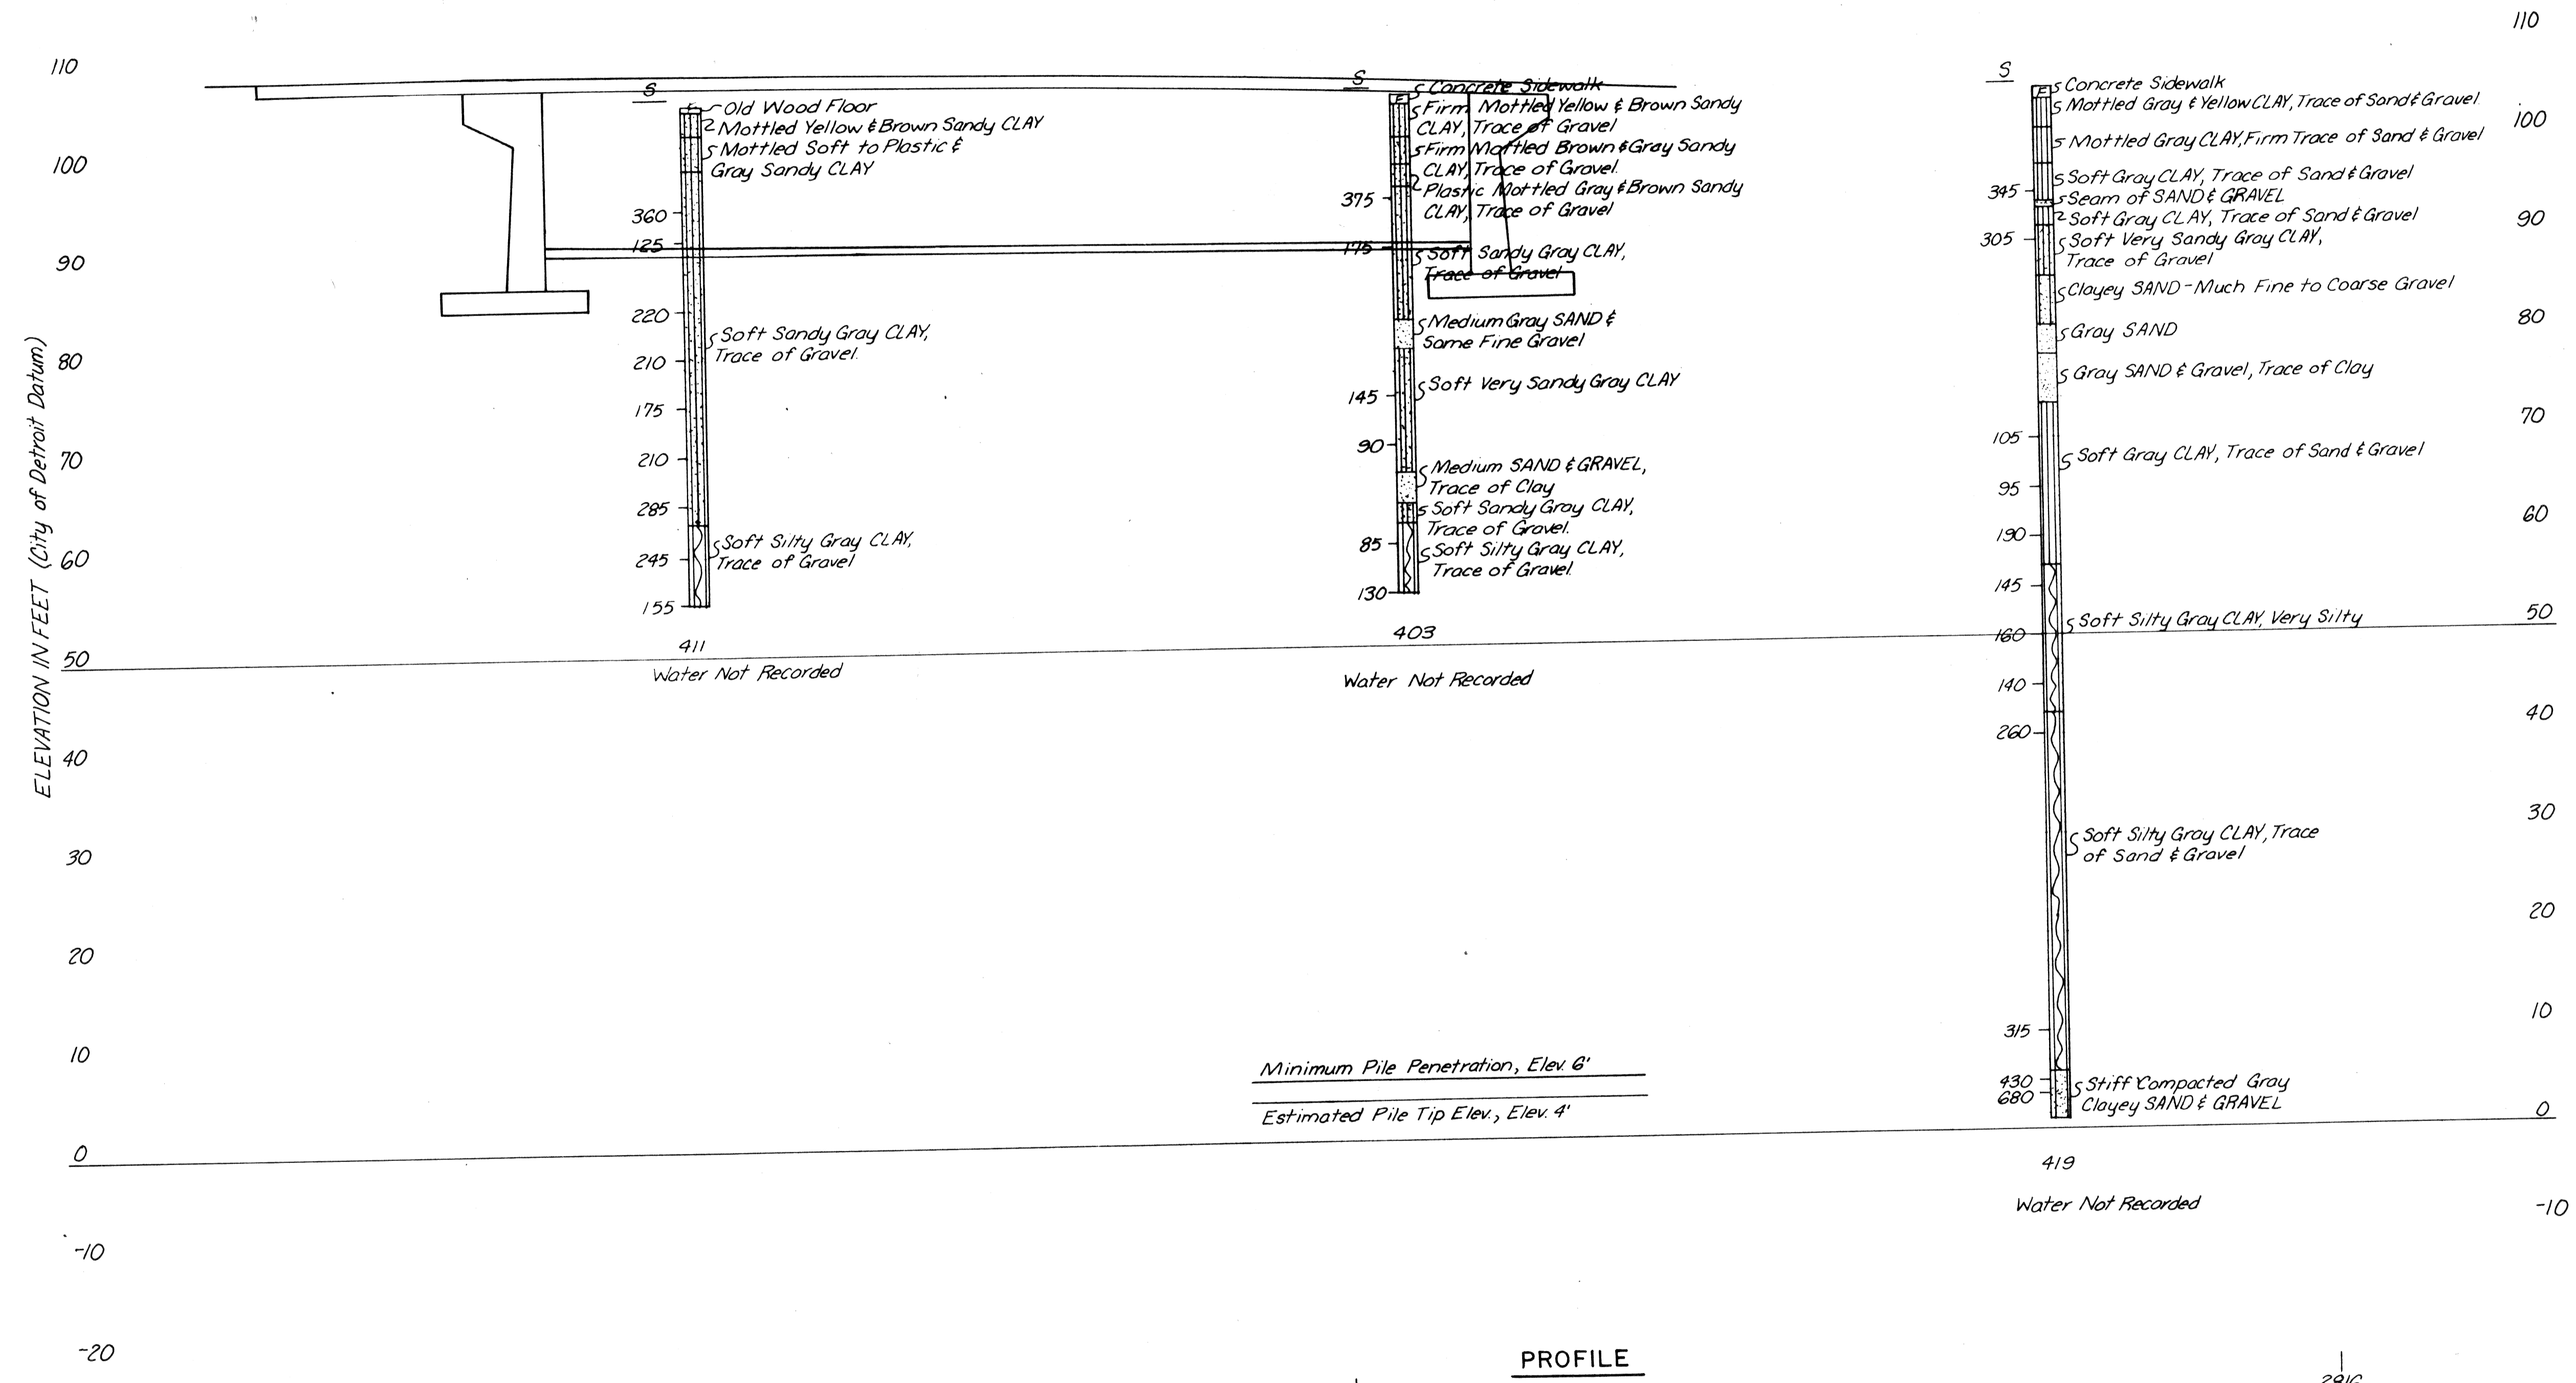 110
100
90
80
70
60
50
40
30
20
10
0
-10
-20
ELEVATION IN FEET (City of Detroit Datum)
S
Old Wood Floor
Mottled Yellow & Brown Sandy CLAY
Mottled Soft to Plastic &
Gray Sandy CLAY
360
125
220
Soft Sandy Gray CLAY,
Trace of Gravel.
210
175
210
285
Soft Silty Gray CLAY,
Trace of Gravel
245
155
411
Water Not Recorded
S
F
Concrete Sidewalk
Firm Mottled Yellow & Brown Sandy
CLAY, Trace of Gravel
Firm Mottled Brown & Gray Sandy
CLAY, Trace of Gravel.
Plastic Mottled Gray & Brown Sandy
CLAY, Trace of Gravel
375
175
Soft Sandy Gray CLAY,
Trace of Gravel
Medium Gray SAND &
Some Fine Gravel
Soft Very Sandy Gray CLAY
145
90
Medium SAND & GRAVEL,
Trace of Clay
Soft Sandy Gray CLAY,
Trace of Gravel.
85
Soft Silty Gray CLAY,
Trace of Gravel.
130
403
Water Not Recorded
Minimum Pile Penetration, Elev. 6'
Estimated Pile Tip Elev., Elev. 4'
S
F
Concrete Sidewalk
Mottled Gray & Yellow CLAY, Trace of Sand & Gravel.
Mottled Gray CLAY, Firm Trace of Sand & Gravel
Soft Gray CLAY, Trace of Sand & Gravel
345
Seam of SAND & GRAVEL
Soft Gray CLAY, Trace of Sand & Gravel
305
Soft Very Sandy Gray CLAY,
Trace of Gravel
Clayey SAND - Much Fine to Coarse Gravel
Gray SAND
Gray SAND & Gravel, Trace of Clay
105
Soft Gray CLAY, Trace of Sand & Gravel
95
190
145
Soft Silty Gray CLAY, Very Silty
160
140
260
Soft Silty Gray CLAY, Trace
of Sand & Gravel
315
430
680
Stiff Compacted Gray
Clayey SAND & GRAVEL
419
Water Not Recorded
110
100
90
80
70
60
50
40
30
20
10
0
-10
PROFILE